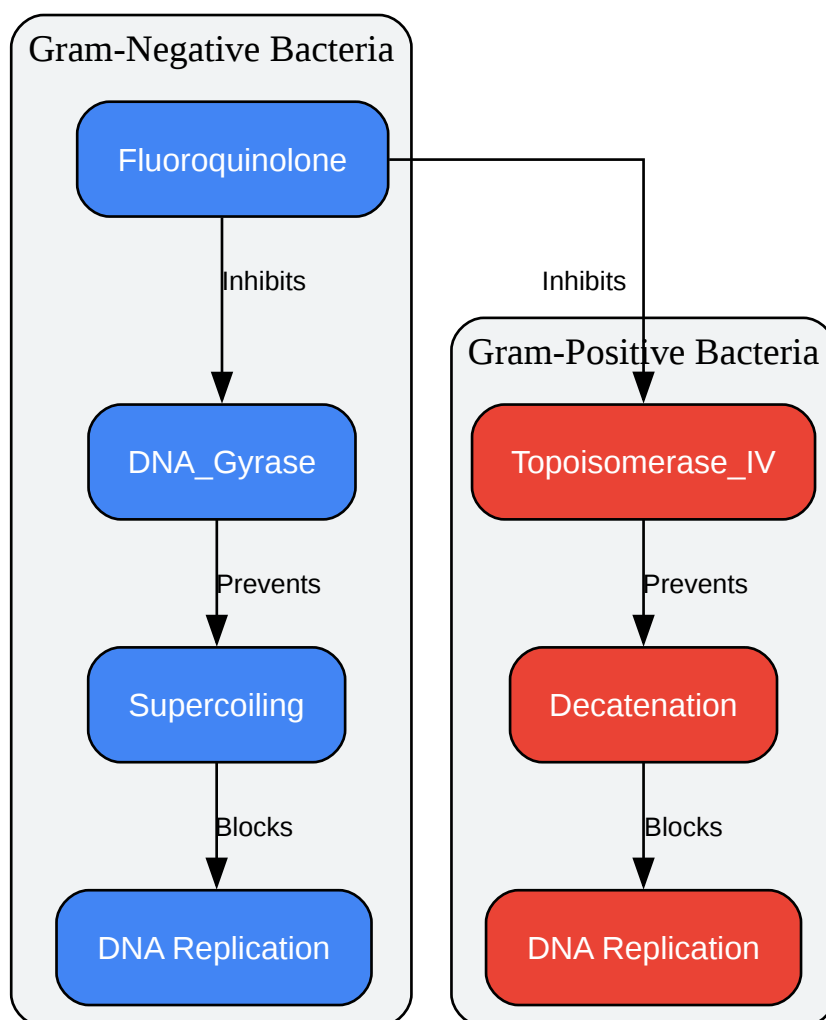 Gram-Negative Bacteria
Fluoroquinolone
Inhibits
Inhibits
Gram-Positive Bacteria
DNA_Gyrase
Topoisomerase_IV
Prevents
Prevents
Supercoiling
Decatenation
Blocks
Blocks
DNA Replication
DNA Replication